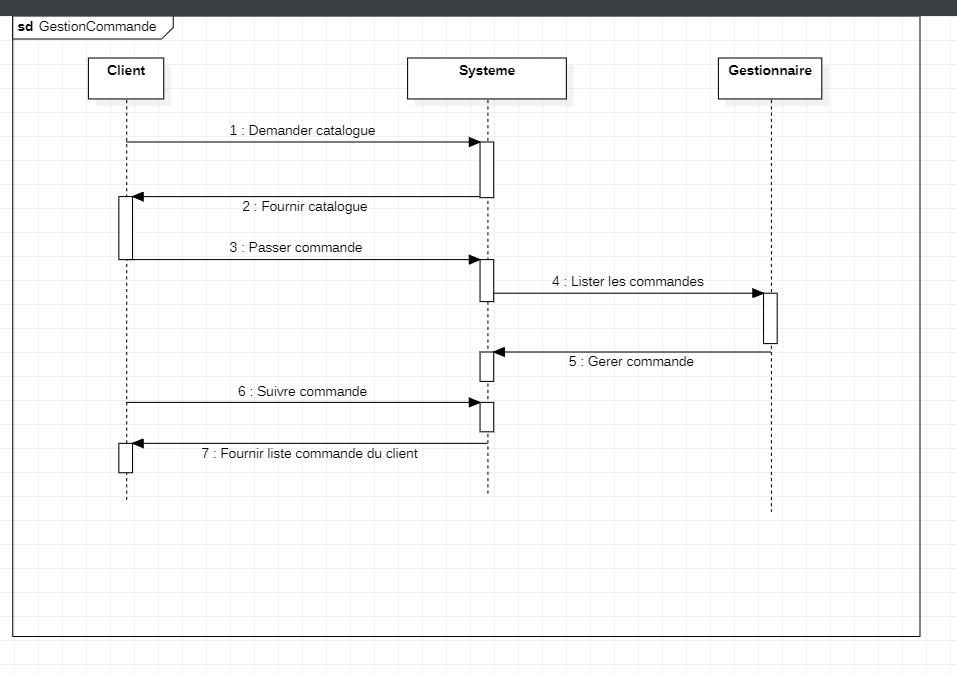 sd GestionCommande
Client
Systeme
Gestionnaire
1 : Demander catalogue
2 : Fournir catalogue
3 : Passer commande
4 : Lister les commandes
5 : Gerer commande
6 : Suivre commande
7 : Fournir liste commande du client